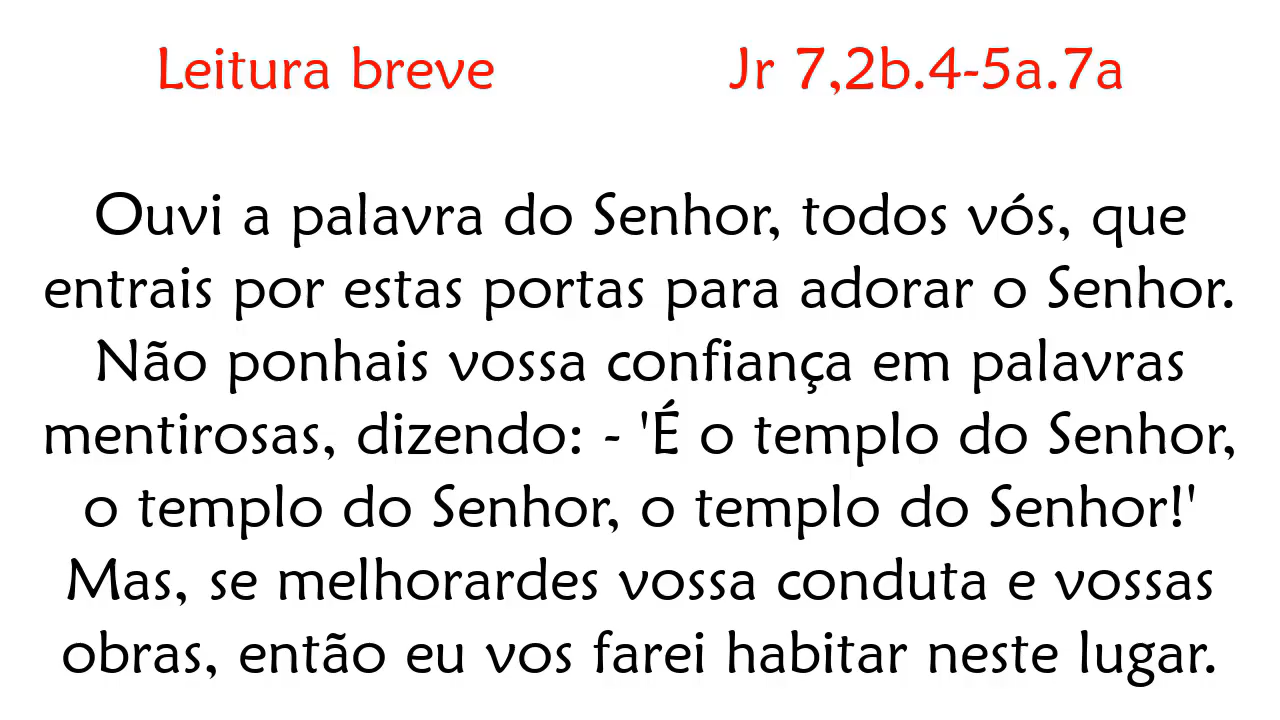 Leitura breve Jr 7,2b.4-5a.7a
Ouvi a palavra do Senhor, todos vós, que
entrais por estas portas para adorar o Senhor.
Não ponhais vossa confiança em palavras
mentirosas, dizendo: - 'É o templo do Senhor,
o templo do Senhor, o templo do Senhor!'
Mas, se melhorardes vossa conduta e vossas
obras, então eu vos farei habitar neste lugar.